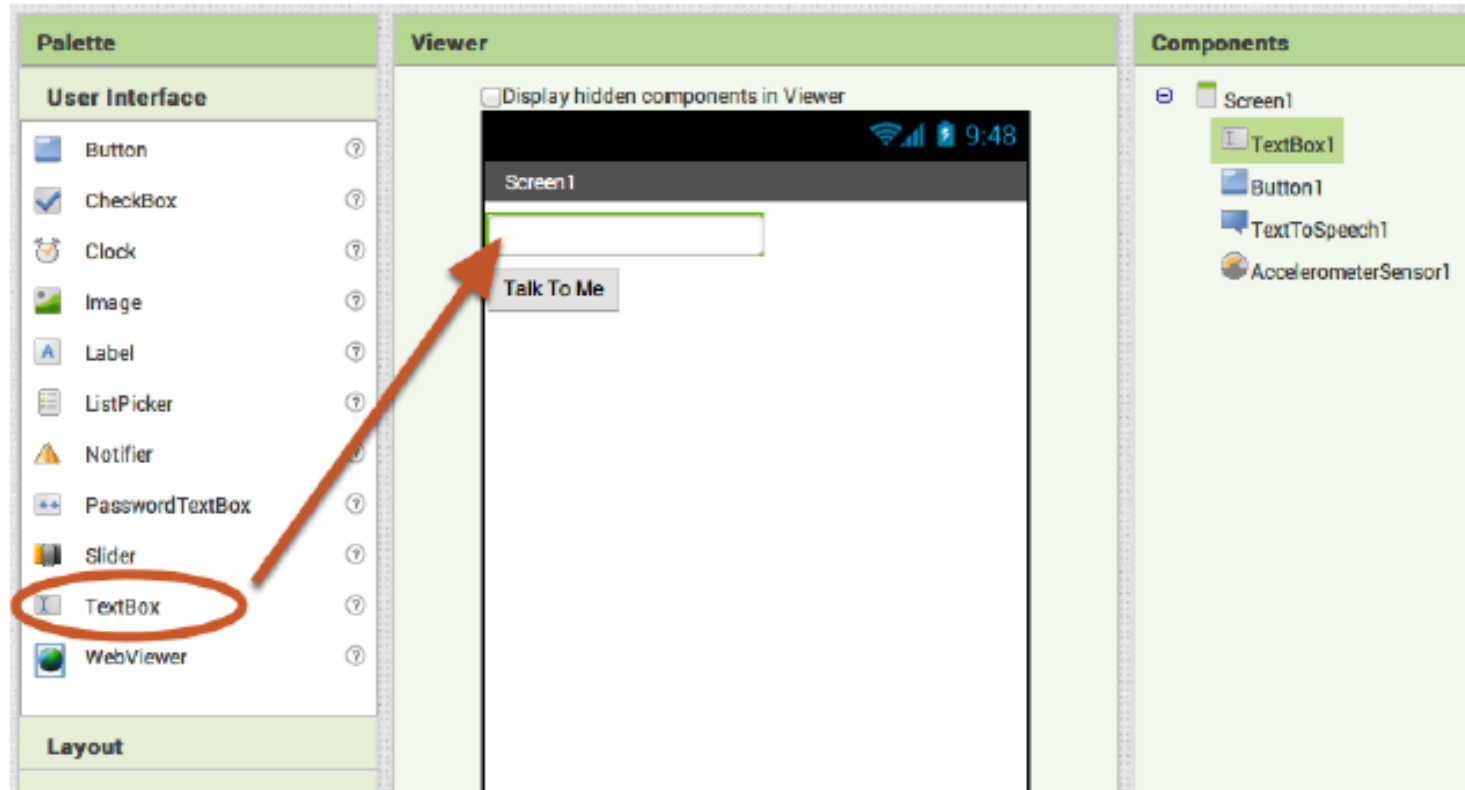 Palette
User Interface
Button
CheckBox
Clock
Image
Label
ListPicker
Notifier
PasswordTextBox
Slider
TextBox
WebViewer
Layout
Viewer
Display hidden components in Viewer
9:48
Screen1
Talk To Me
Components
Screen1
TextBox1
Button1
TextToSpeech1
AccelerometerSensor1